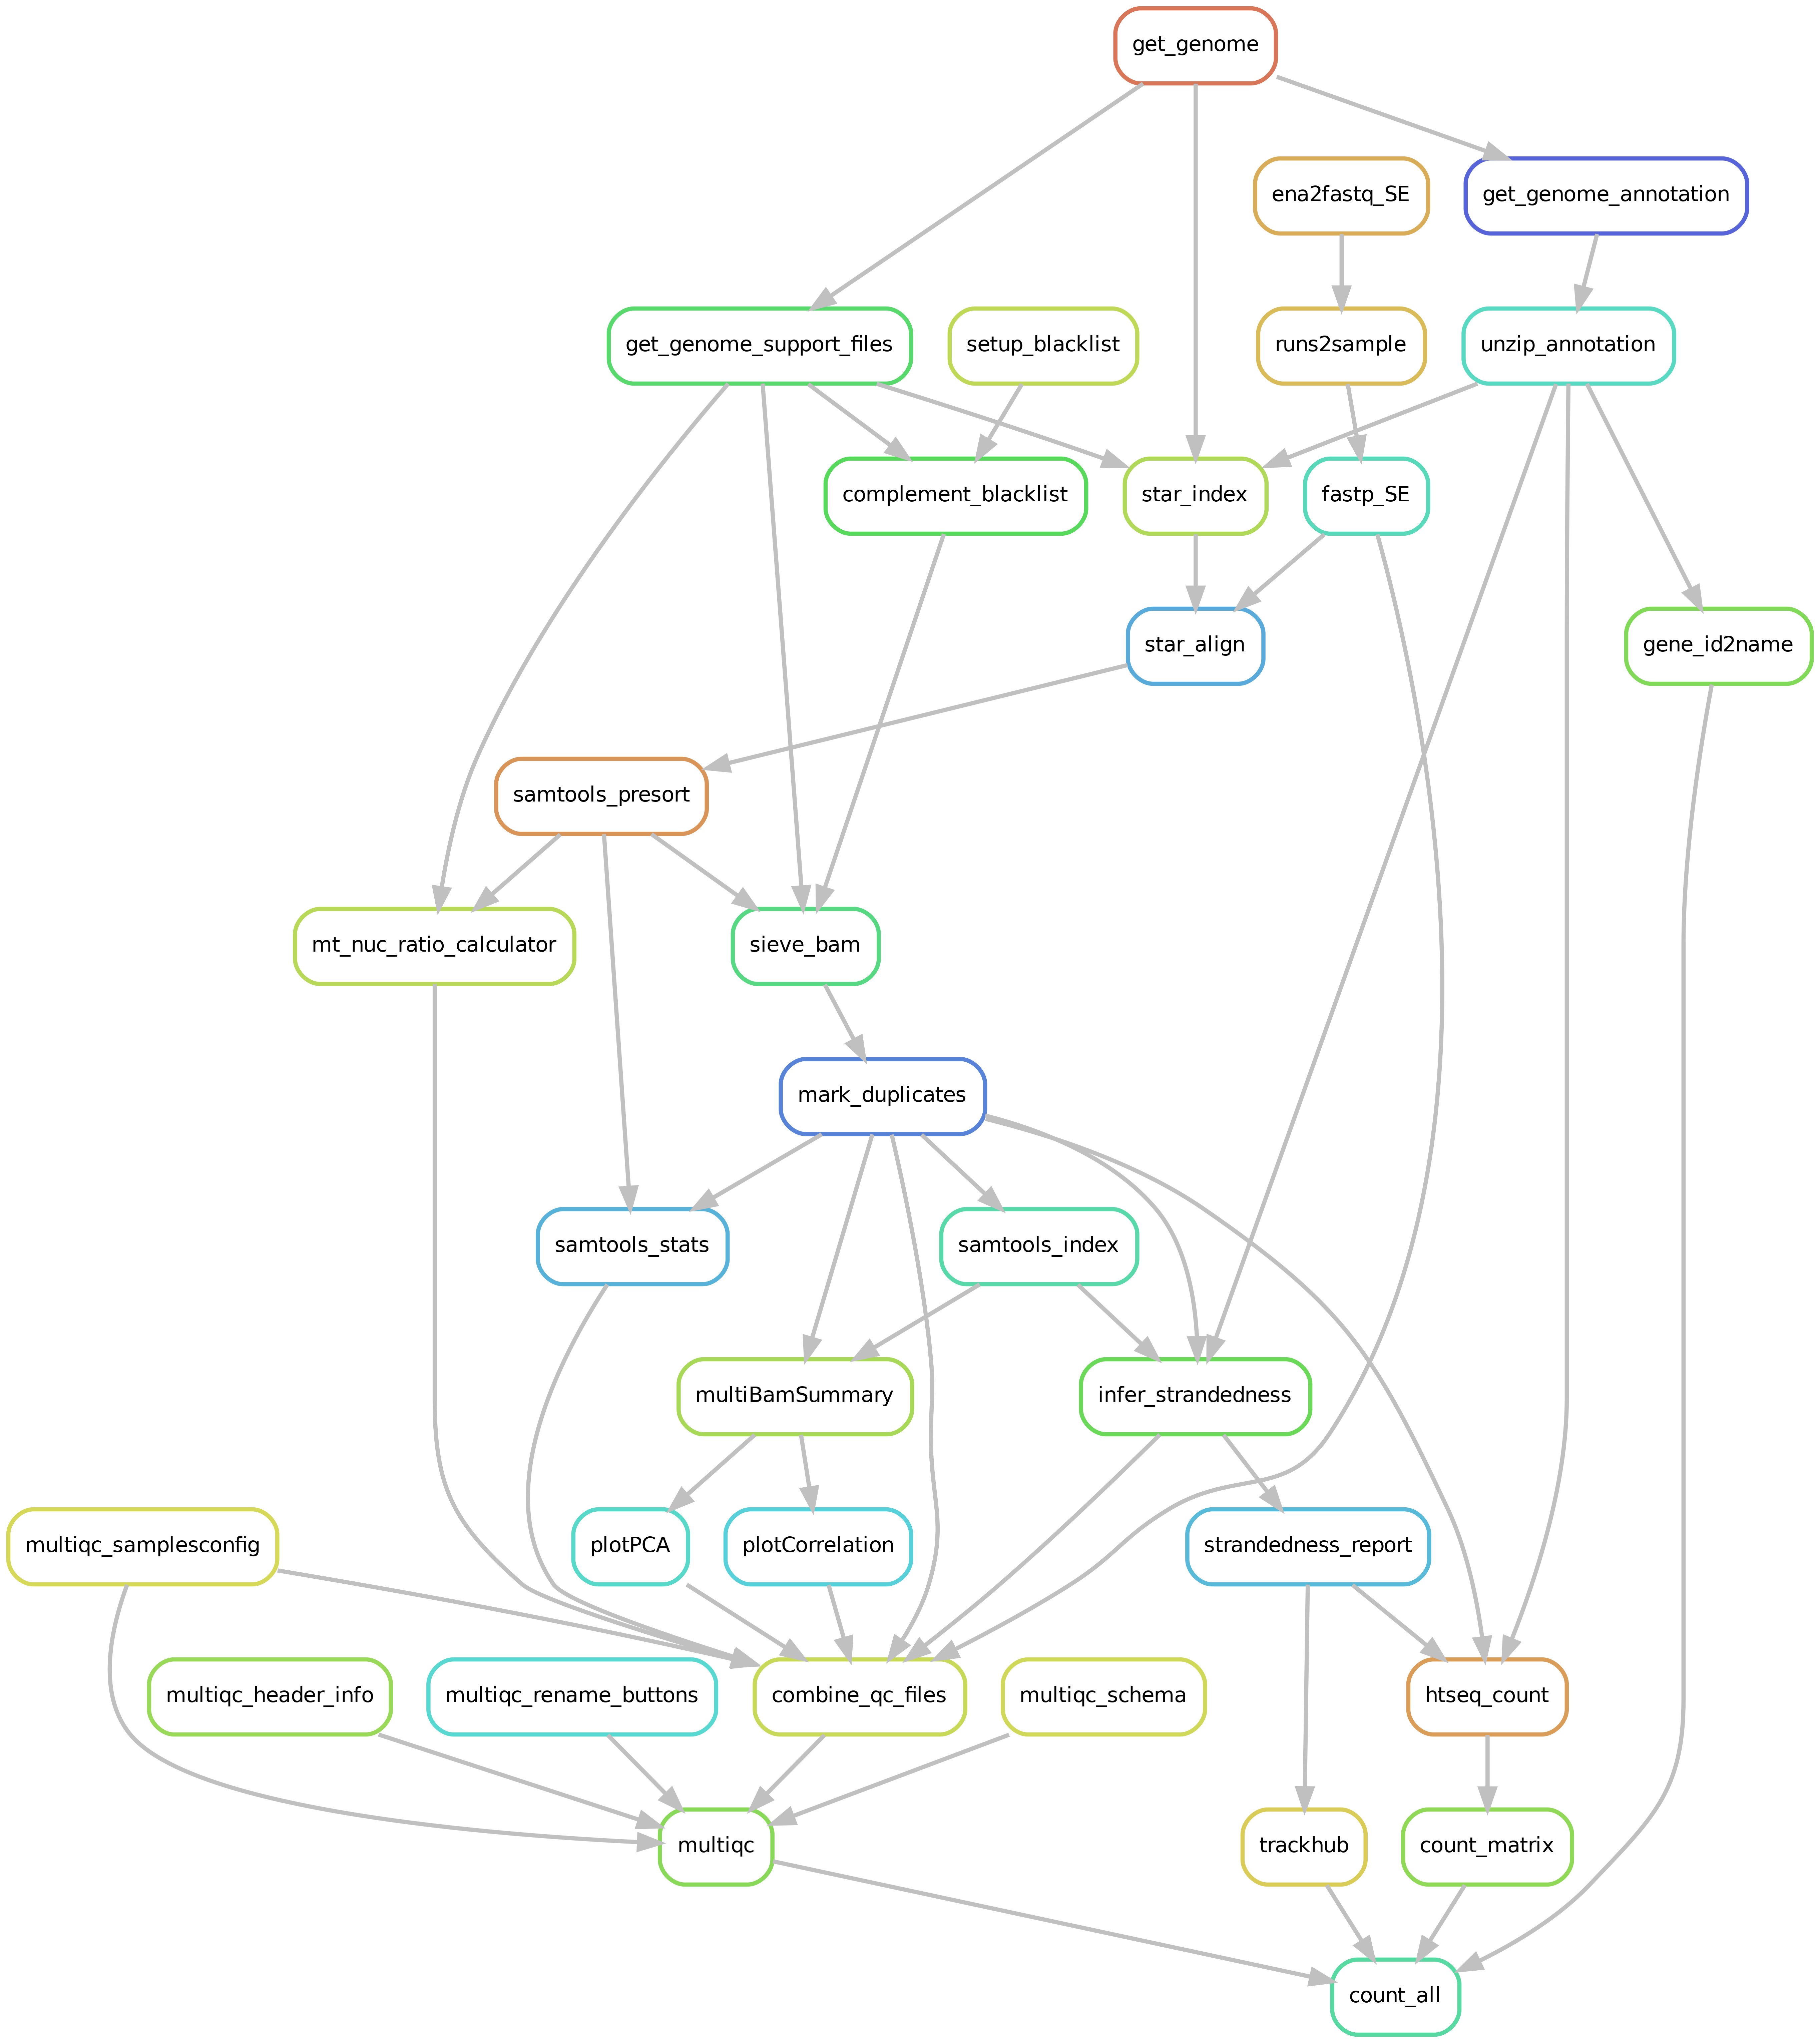 get_genome
ena2fastq_SE
get_genome_annotation
get_genome_support_files
setup_blacklist
runs2sample
unzip_annotation
complement_blacklist
star_index
fastp_SE
star_align
gene_id2name
samtools_presort
mt_nuc_ratio_calculator
sieve_bam
mark_duplicates
samtools_stats
samtools_index
multiBamSummary
infer_strandedness
multiqc_samplesconfig
plotPCA
plotCorrelation
strandedness_report
multiqc_header_info
multiqc_rename_buttons
combine_qc_files
multiqc_schema
htseq_count
multiqc
trackhub
count_matrix
count_all